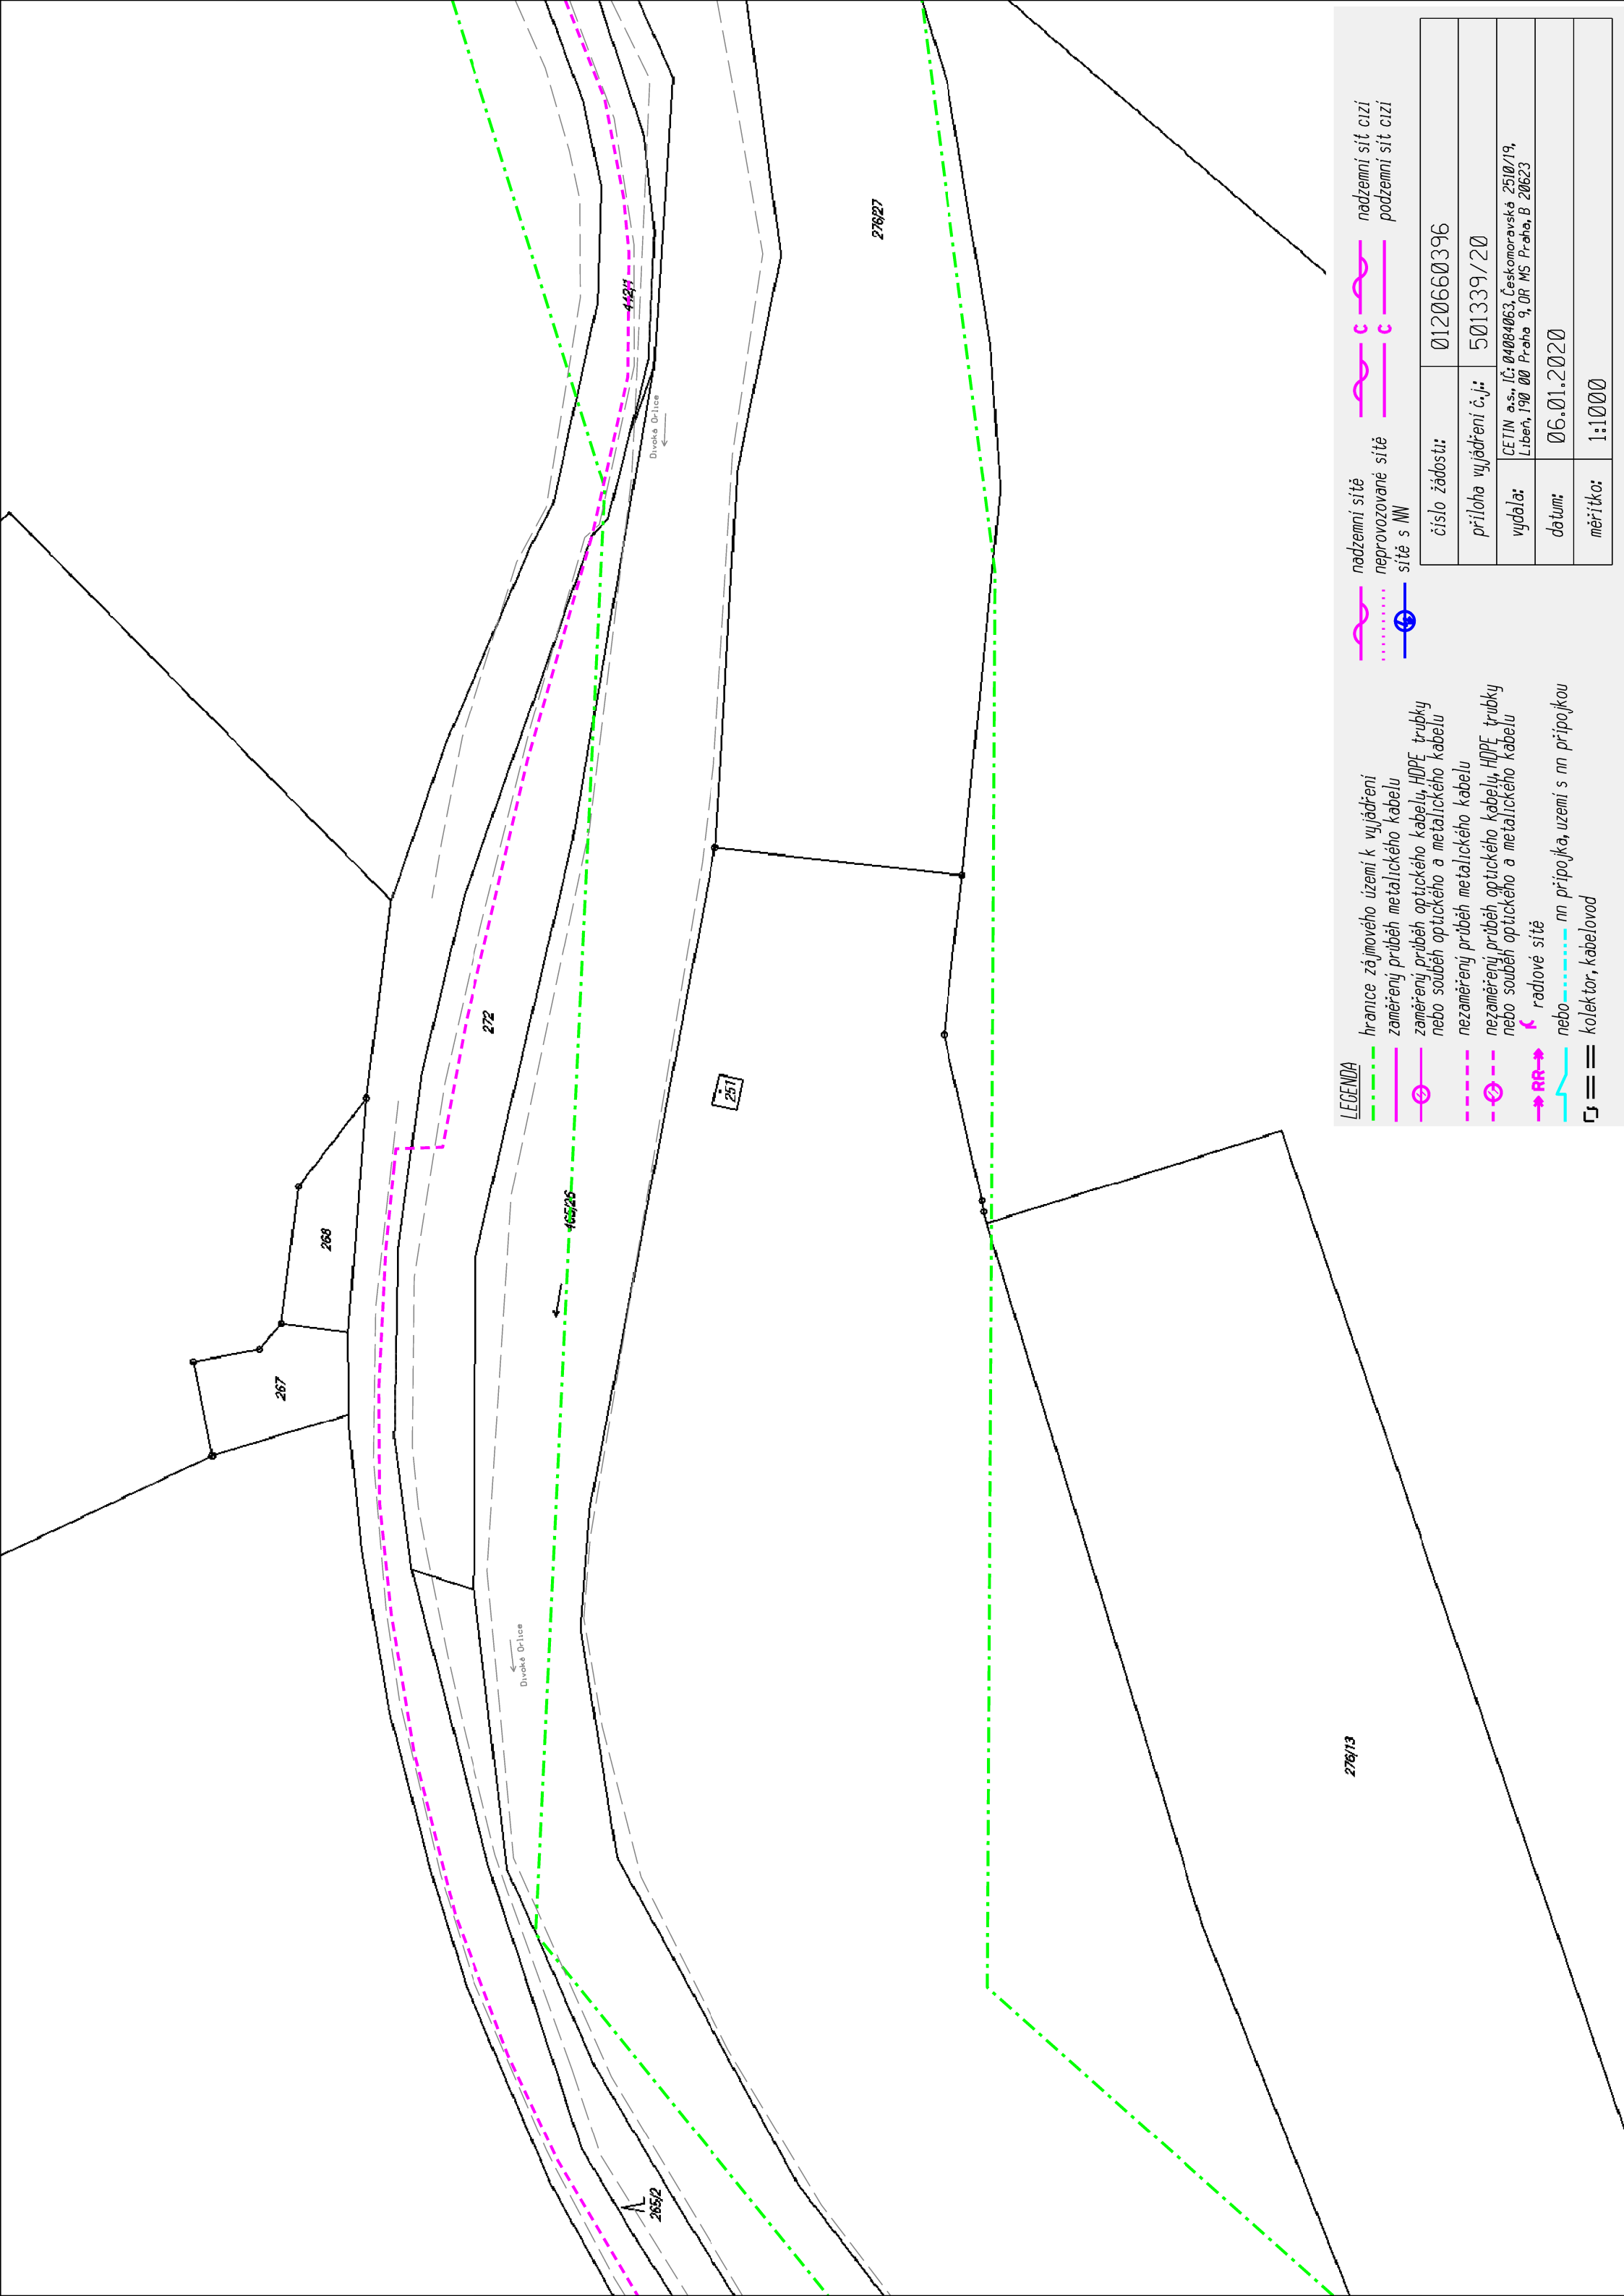 267
268
272
442/1
276/27
Divoká Orlice
465/26
251
Divoká Orlice
265/2
276/13
LEGENDA
hranice zájmového území k vyjádření
zaměřený průběh metalického kabelu
zaměřený průběh optického kabelu, HDPE trubky
nebo souběh optického a metalického kabelu
nezaměřený průběh metalického kabelu
nezaměřený průběh optického kabelu, HDPE trubky
nebo souběh optického a metalického kabelu
RR
radiové sítě
nebo
nn přípojka, území s nn přípojkou
kolektor, kabelovod
nadzemní sítě
neprovozované sítě
sítě s NN
C
nadzemní síť cizí
C
podzemní síť cizí
číslo žádosti:
0120660396
příloha vyjádření č.j.:
501339/20
vydala:
CETIN a.s., IČ: 04084063, Českomoravská 2510/19,
Libeň, 190 00 Praha 9, OR MS Praha, B 20623
datum:
06.01.2020
měřítko:
1:1000